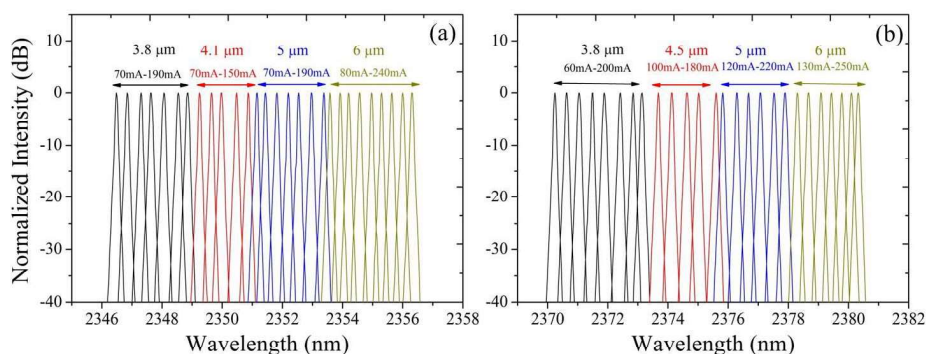 (a)
3.8 μm 4.1 μm 5 μm 6 μm
70mA-190mA 70mA-150mA 70mA-190mA 80mA-240mA
Normalized Intensity (dB)
10
0
-10
-20
-30
-40
2346 2348 2350 2352 2354 2356 2358
Wavelength (nm)
(b)
3.8 μm 4.5 μm 5 μm 6 μm
60mA-200mA 100mA-180mA 120mA-220mA 130mA-250mA
10
0
-10
-20
-30
-40
2370 2372 2374 2376 2378 2380 2382
Wavelength (nm)